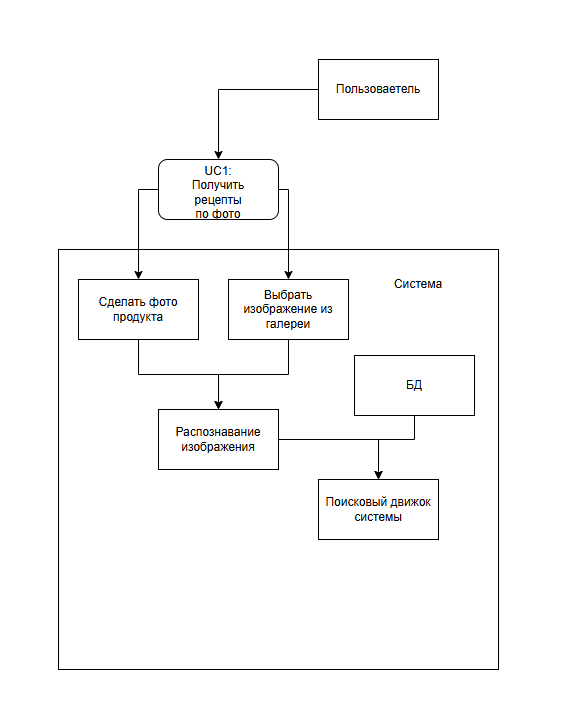 Пользоваетель
UC1:
Получить
рецепты
по фото
Система
Сделать фото
продукта
Выбрать
изображение из
галереи
БД
Распознавание
изображения
Поисковый движок
системы